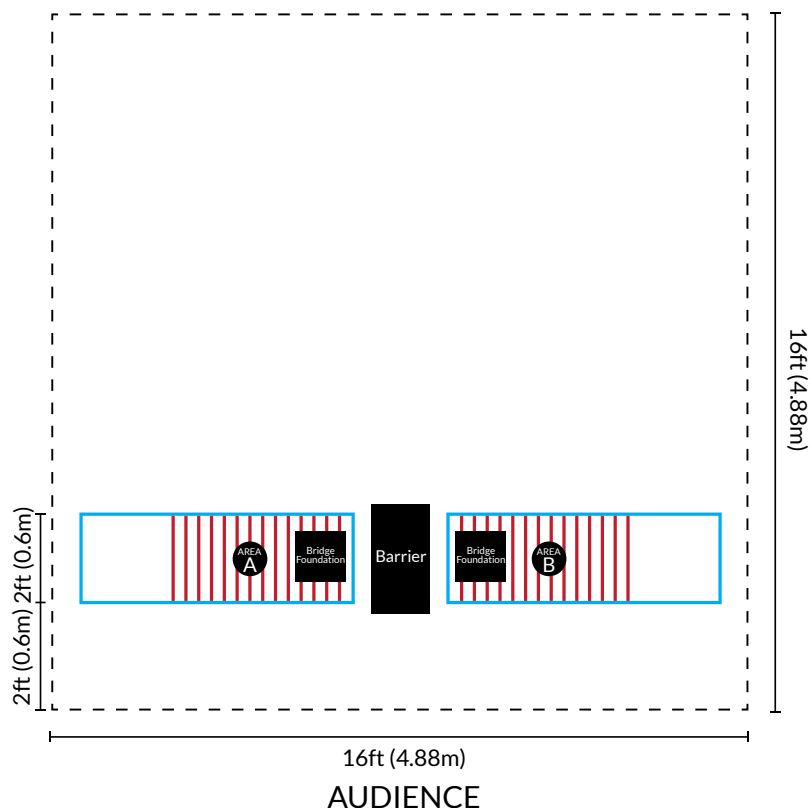 16ft (4.88m)
2ft (0.6m)
2ft (0.6m)
AREA
A
Bridge
Foundation
Barrier
Bridge
Foundation
AREA
B
16ft (4.88m)
AUDIENCE